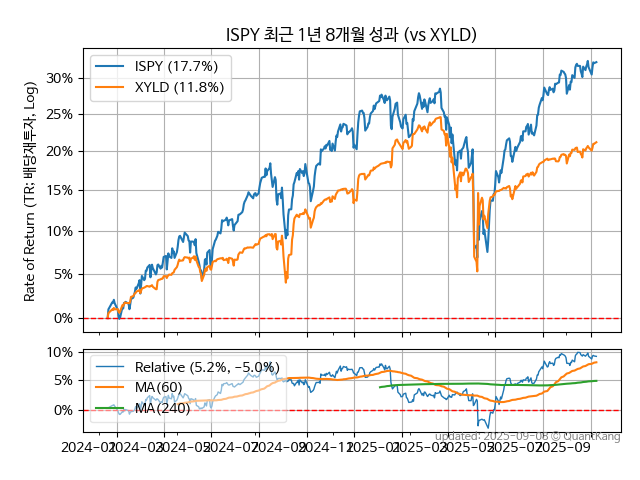 ISPY 최근 1년 8개월 성과 (vs XYLD)
Rate of Return (TR: 배당재투자, Log)
ISPY (17.7%)
XYLD (11.8%)
30%
25%
20%
15%
10%
5%
0%
10%
5%
0%
Relative (5.2%, -5.0%)
MA(60)
MA(240)
2024-01 2024-03 2024-05 2024-07 2024-09 2024-11 2025-01 2025-03 2025-05 2025-07 2025-09
updated: 2025-09-08 © QuantKang